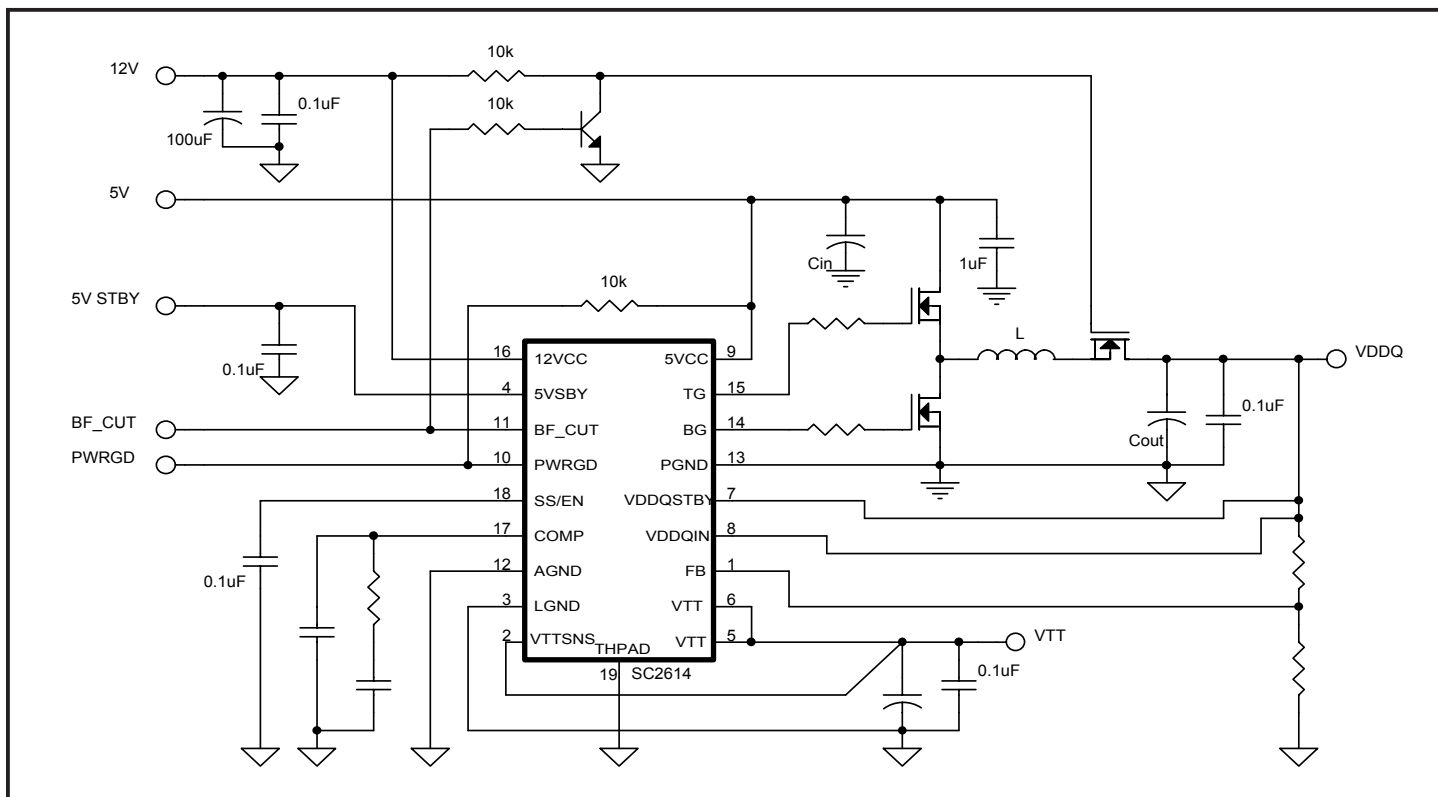 10k
12V
0.1uF
10k
100uF
5V
Cin
1uF
10k
5V STBY
L
0.1uF
16 12VCC 5VCC 9
VDDQ
4 5VSBY TG 15
0.1uF
BF_CUT
11 BF_CUT BG 14
Cout
PWRGD
10 PWRGD PGND 13
18 SS/EN VDDQSTBY 7
17 COMP VDDQIN 8
0.1uF
12 AGND FB 1
3 LGND VTT 6
2 VTTSNS VTT 5
VTT
THPAD
19 SC2614
0.1uF